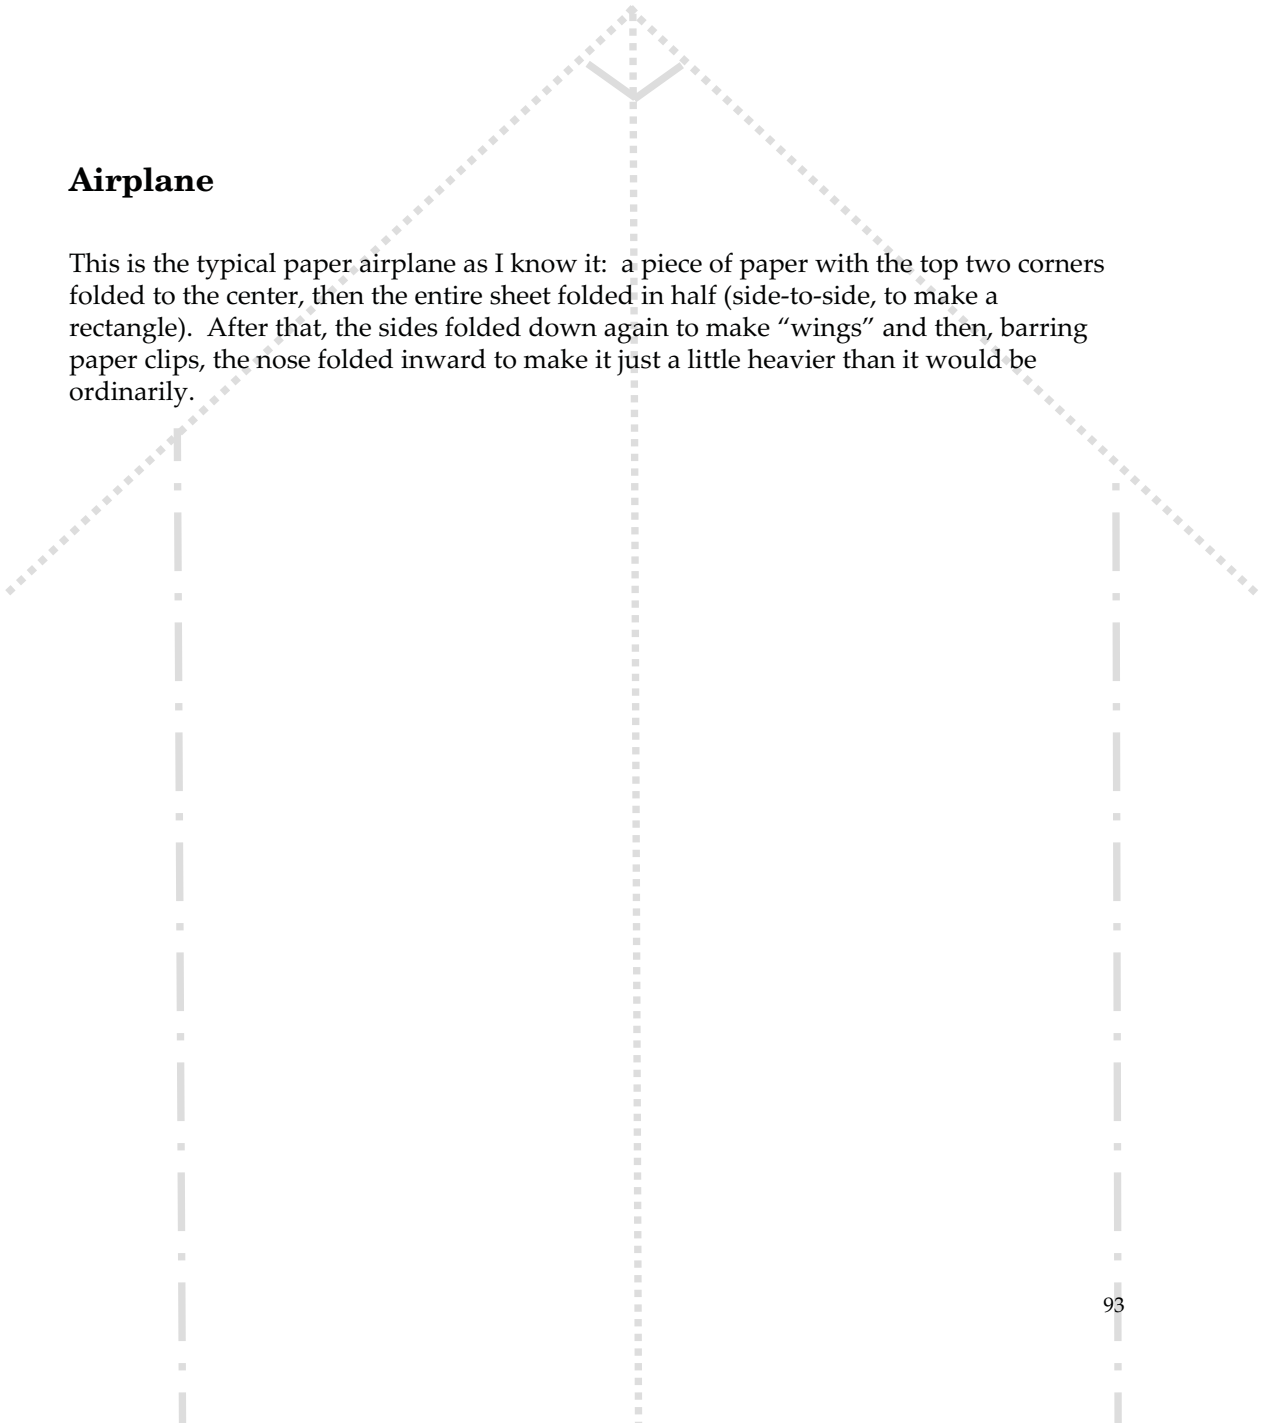 Airplane
This is the typical paper airplane as I know it:  a piece of paper with the top two corners
folded to the center, then the entire sheet folded in half (side-to-side, to make a
rectangle).  After that, the sides folded down again to make “wings” and then, barring
paper clips, the nose folded inward to make it just a little heavier than it would be
ordinarily.
93